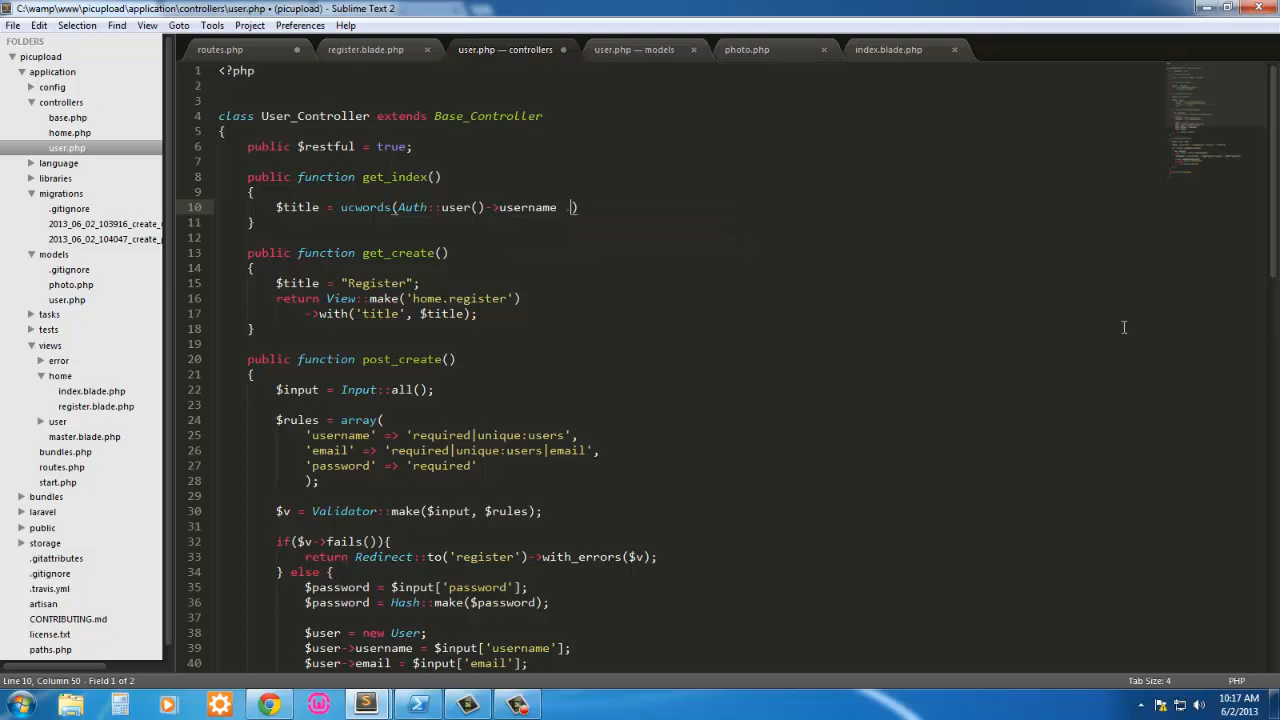 C:\wamp\www\picupload\application\controllers\user.php • (picupload) - Sublime Text 2
File Edit Selection Find View Goto Tools Project Preferences Help
FOLDERS
picupload
application
config
controllers
base.php
home.php
user.php
language
libraries
migrations
.gitignore
2013_06_02_103916_create_
2013_06_02_104047_create_
models
.gitignore
photo.php
user.php
tasks
tests
views
error
home
index.blade.php
register.blade.php
user
master.blade.php
bundles.php
routes.php
start.php
bundles
laravel
public
storage
.gitattributes
.gitignore
.travis.yml
artisan
CONTRIBUTING.md
license.txt
paths.php
routes.php register.blade.php user.php — controllers user.php — models photo.php index.blade.php
1 <?php
2
3
4 class User_Controller extends Base_Controller
5 {
6 public $restful = true;
7
8 public function get_index()
9 {
10 $title = ucwords(Auth::user()->username .)
11 }
12
13 public function get_create()
14 {
15 $title = "Register";
16 return View::make('home.register')
17 ->with('title', $title);
18 }
19
20 public function post_create()
21 {
22 $input = Input::all();
23
24 $rules = array(
25 'username' => 'required|unique:users',
26 'email' => 'required|unique:users|email',
27 'password' => 'required'
28 );
29
30 $v = Validator::make($input, $rules);
31
32 if($v->fails()){
33 return Redirect::to('register')->with_errors($v);
34 } else {
35 $password = $input['password'];
36 $password = Hash::make($password);
37
38 $user = new User;
39 $user->username = $input['username'];
40 $user->email = $input['email'];
Line 10, Column 50 - Field 1 of 2 Tab Size: 4 PHP
10:17 AM
6/2/2013